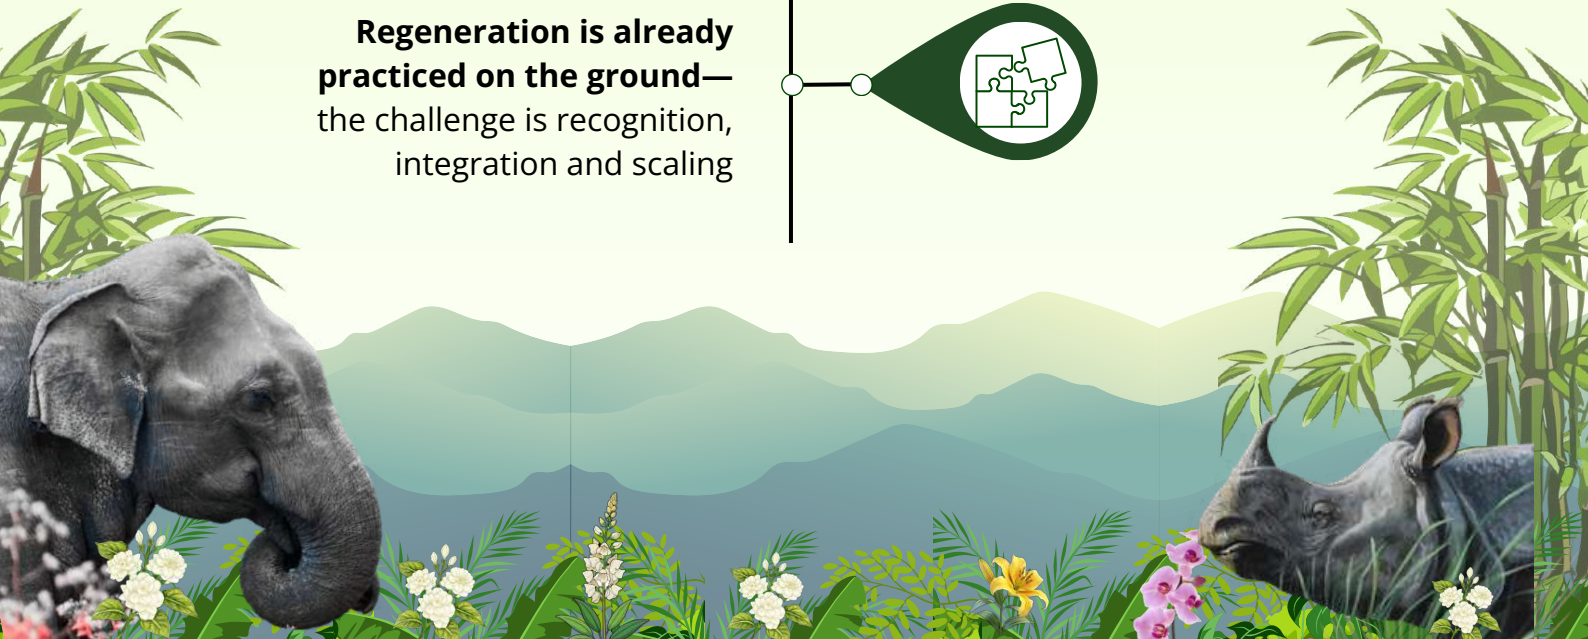 Regeneration is already
practiced on the ground—
the challenge is recognition,
integration and scaling